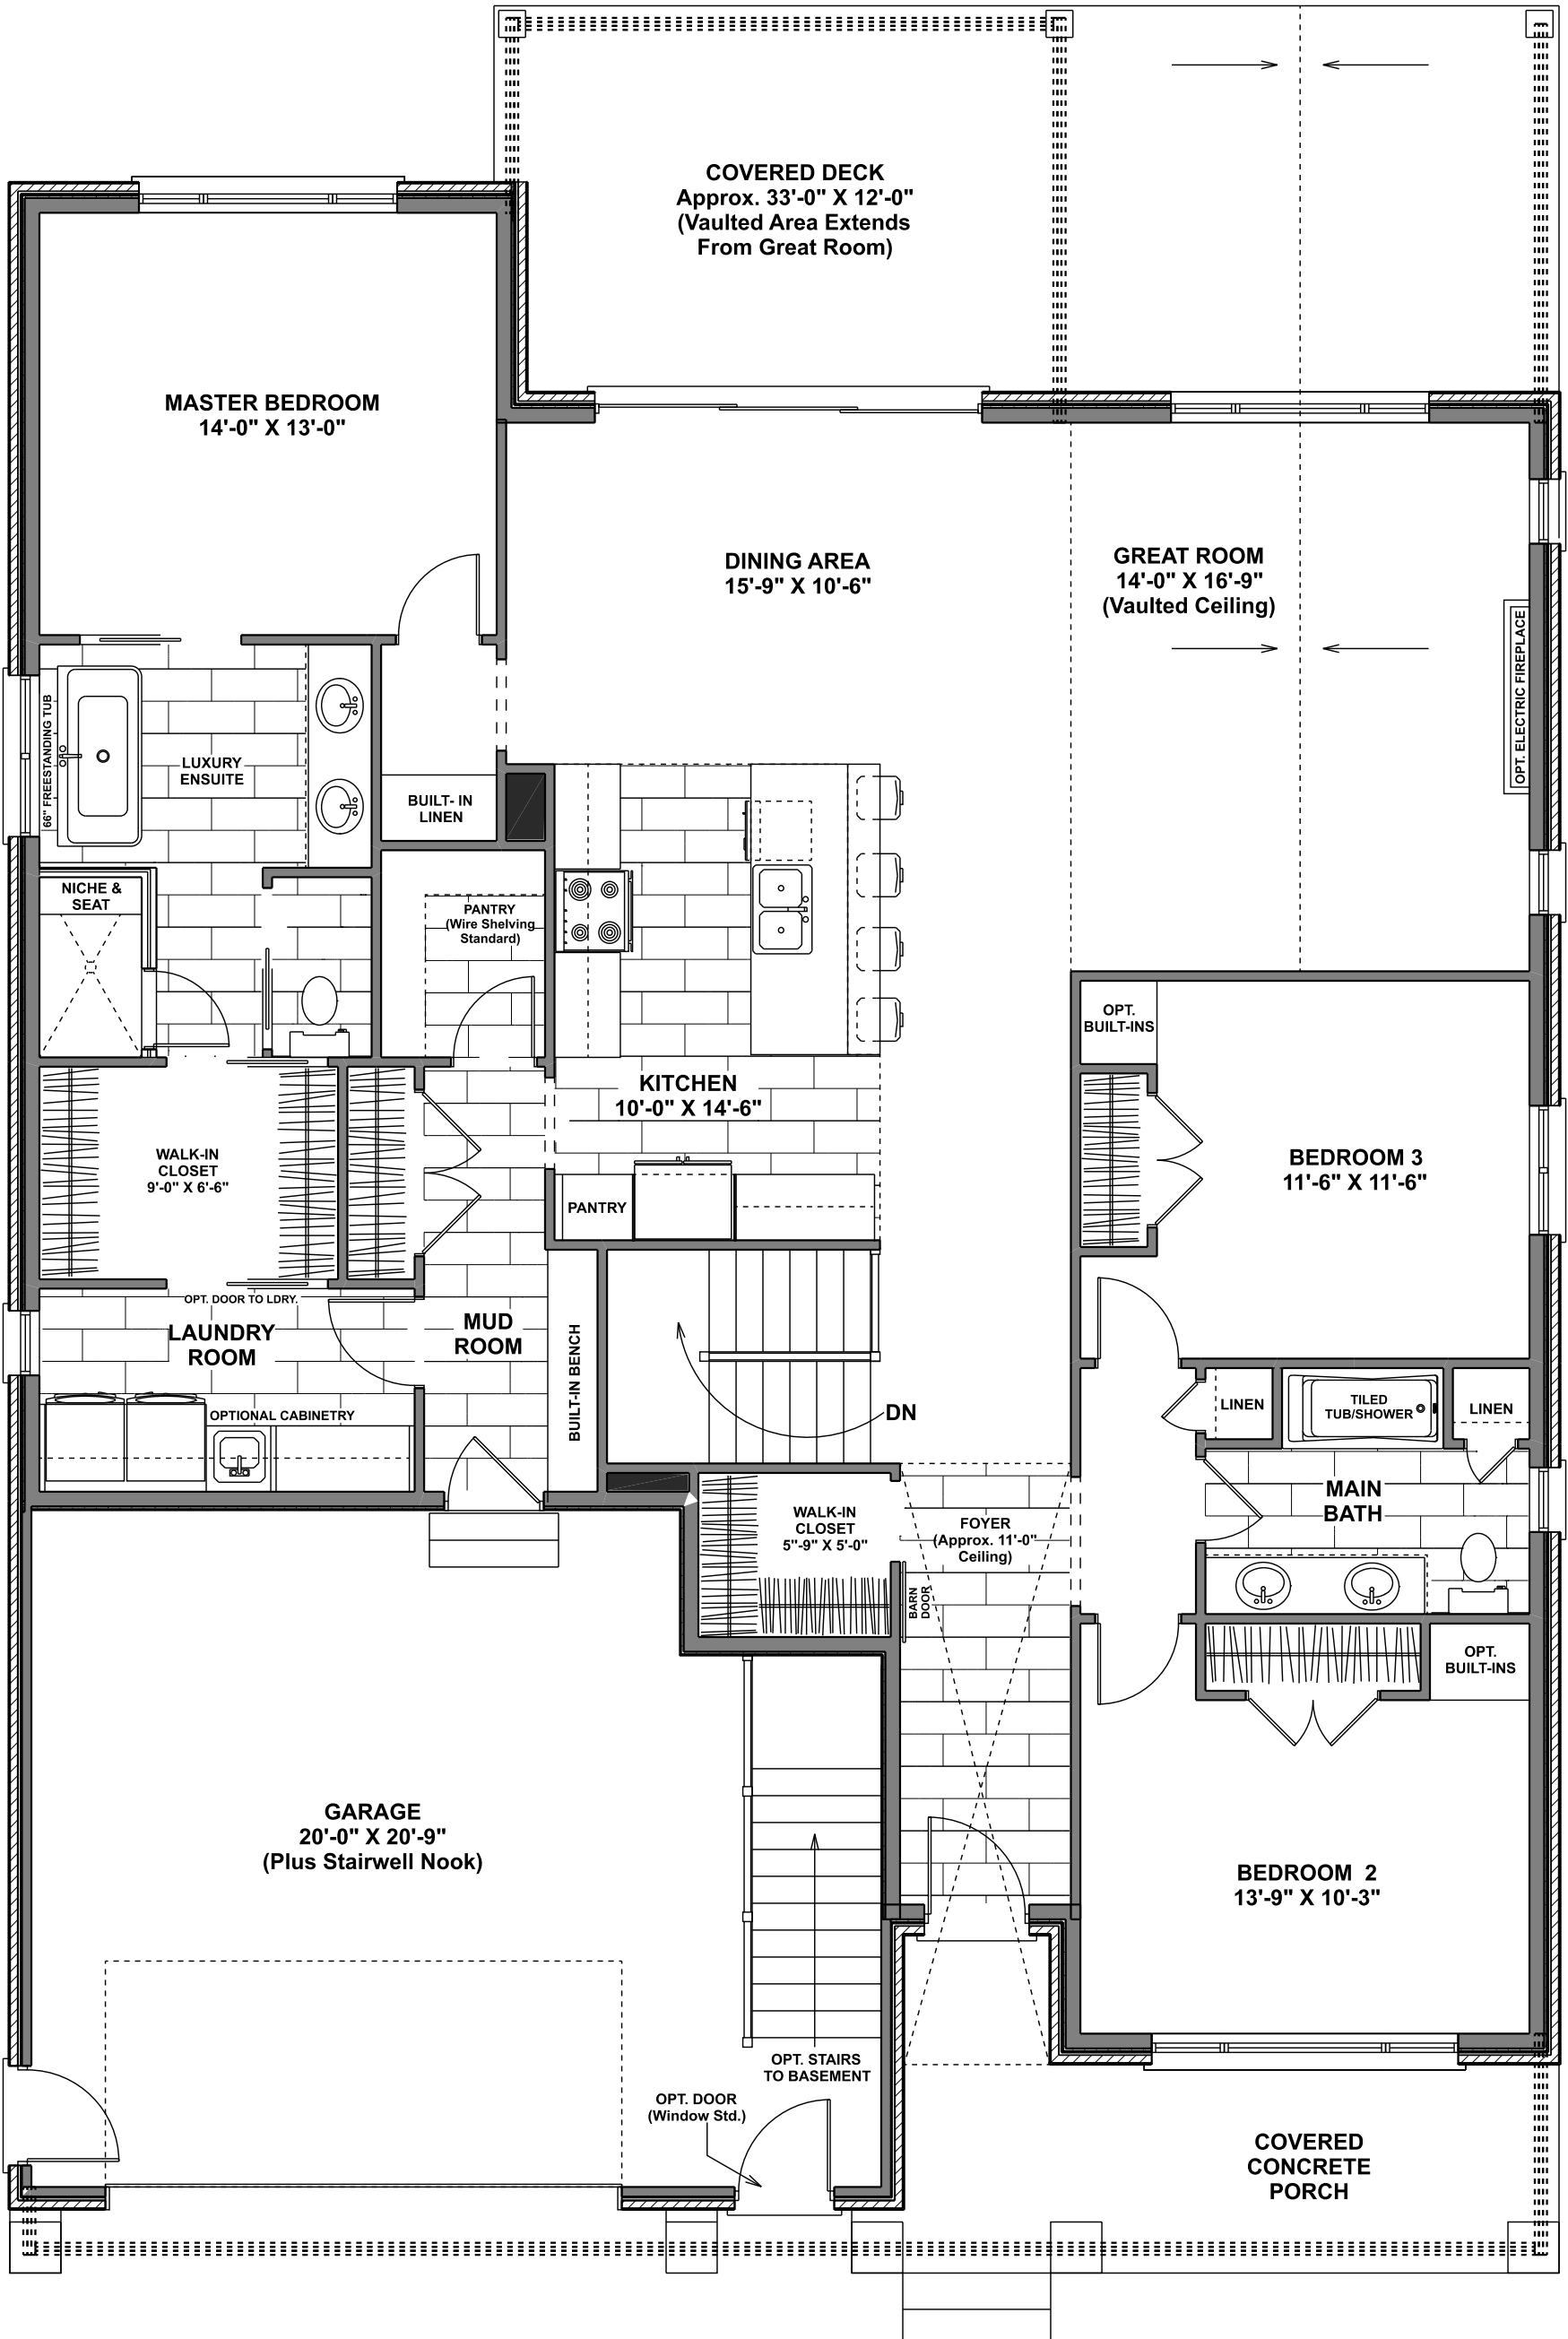 COVERED DECK
Approx. 33'-0" X 12'-0"
(Vaulted Area Extends
From Great Room)
MASTER BEDROOM
14'-0" X 13'-0"
DINING AREA
15'-9" X 10'-6"
GREAT ROOM
14'-0" X 16'-9"
(Vaulted Ceiling)
OPT. ELECTRIC FIREPLACE
66" FREESTANDING TUB
LUXURY
ENSUITE
BUILT- IN
LINEN
NICHE &
SEAT
PANTRY
(Wire Shelving
Standard)
OPT.
BUILT-INS
KITCHEN
10'-0" X 14'-6"
WALK-IN
CLOSET
9'-0" X 6'-6"
PANTRY
BEDROOM 3
11'-6" X 11'-6"
OPT. DOOR TO LDRY.
LAUNDRY
ROOM
MUD
ROOM
BUILT-IN BENCH
OPTIONAL CABINETRY
DN
LINEN
TILED
TUB/SHOWER
LINEN
MAIN
BATH
WALK-IN
CLOSET
5"-9" X 5'-0"
FOYER
(Approx. 11'-0"
Ceiling)
BARN
DOOR
OPT.
BUILT-INS
GARAGE
20'-0" X 20'-9"
(Plus Stairwell Nook)
BEDROOM 2
13'-9" X 10'-3"
OPT. STAIRS
TO BASEMENT
OPT. DOOR
(Window Std.)
COVERED
CONCRETE
PORCH